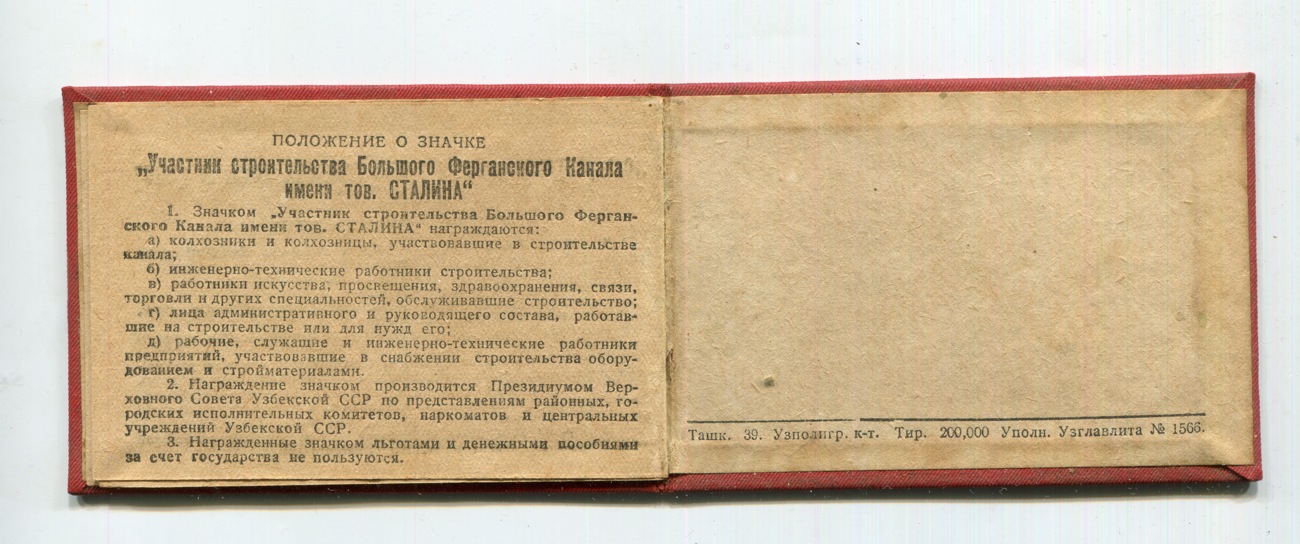 ПОЛОЖЕНИЕ О ЗНАЧКЕ
„Участник строительства Большого Ферганского Канала
имени тов. СТАЛИНА“
1. Значком „Участник строительства Большого Ферган-
ского Канала имени тов. СТАЛИНА“ награждаются:
а) колхозники и колхозницы, участвовавшие в строительстве
канала;
б) инженерно-технические работники строительства;
в) работники искусства, просвещения, здравоохранения, связи,
торговли и других специальностей, обслуживавшие строительство;
г) лица административного и руководящего состава, работав-
шие на строительстве или для нужд его;
д) рабочие, служащие и инженерно-технические работники
предприятий, участвовавшие в снабжении строительства обору-
дованием и стройматериалами.
2. Награждение значком производится Президиумом Вер-
ховного Совета Узбекской ССР по представлениям районных, го-
родских исполнительных комитетов, наркоматов и центральных
учреждений Узбекской ССР.
3. Награжденные значком льготами и денежными пособиями
за счет государства не пользуются.
Ташк. 39. Узполигр. к-т. Тир. 200,000 Уполн. Узглавлита № 1566.